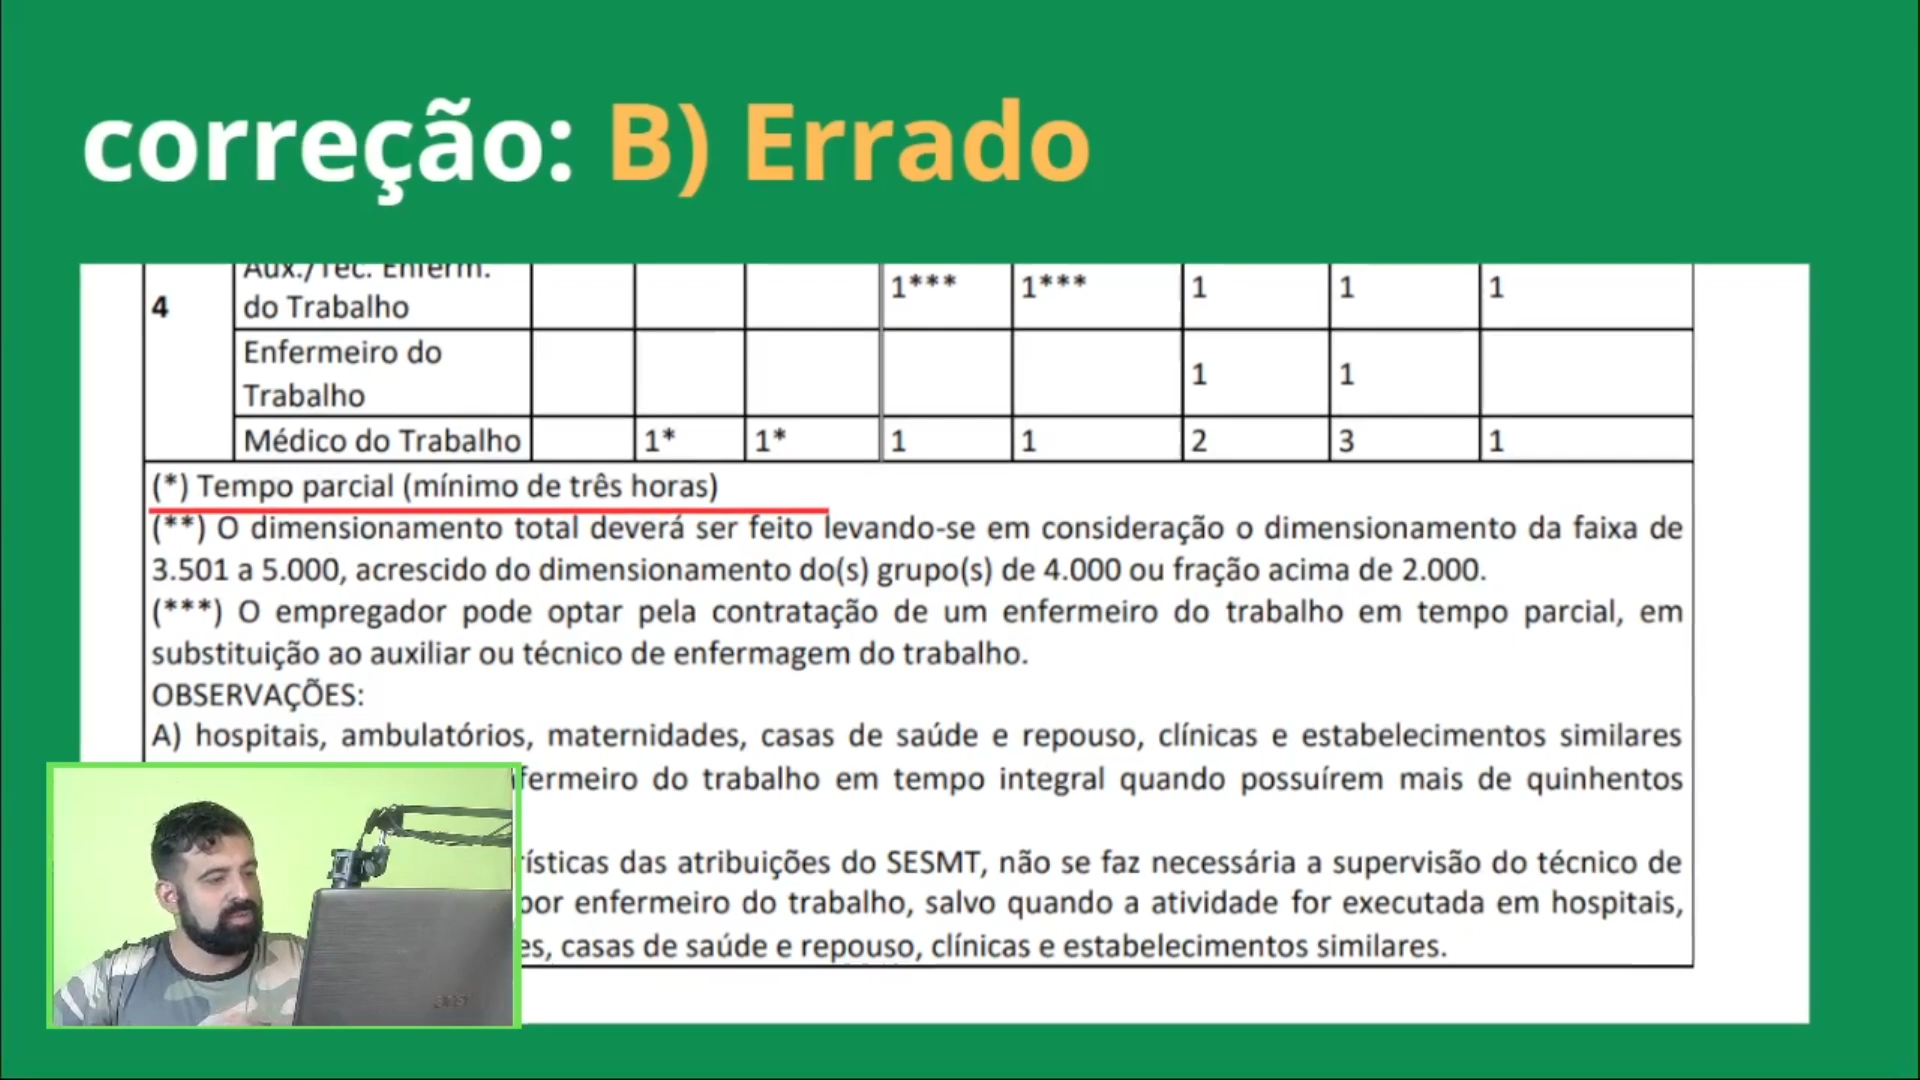 correção: B) Errado
Aux./Téc. Enferm.
do Trabalho
1***
1***
1
1
1
4
Enfermeiro do
Trabalho
1
1
Médico do Trabalho
1*
1*
1
1
2
3
1
(*) Tempo parcial (mínimo de três horas)
(**) O dimensionamento total deverá ser feito levando-se em consideração o dimensionamento da faixa de
3.501 a 5.000, acrescido do dimensionamento do(s) grupo(s) de 4.000 ou fração acima de 2.000.
(***) O empregador pode optar pela contratação de um enfermeiro do trabalho em tempo parcial, em
substituição ao auxiliar ou técnico de enfermagem do trabalho.
OBSERVAÇÕES:
A) hospitais, ambulatórios, maternidades, casas de saúde e repouso, clínicas e estabelecimentos similares
fermeiro do trabalho em tempo integral quando possuírem mais de quinhentos
rísticas das atribuições do SESMT, não se faz necessária a supervisão do técnico de
por enfermeiro do trabalho, salvo quando a atividade for executada em hospitais,
es, casas de saúde e repouso, clínicas e estabelecimentos similares.